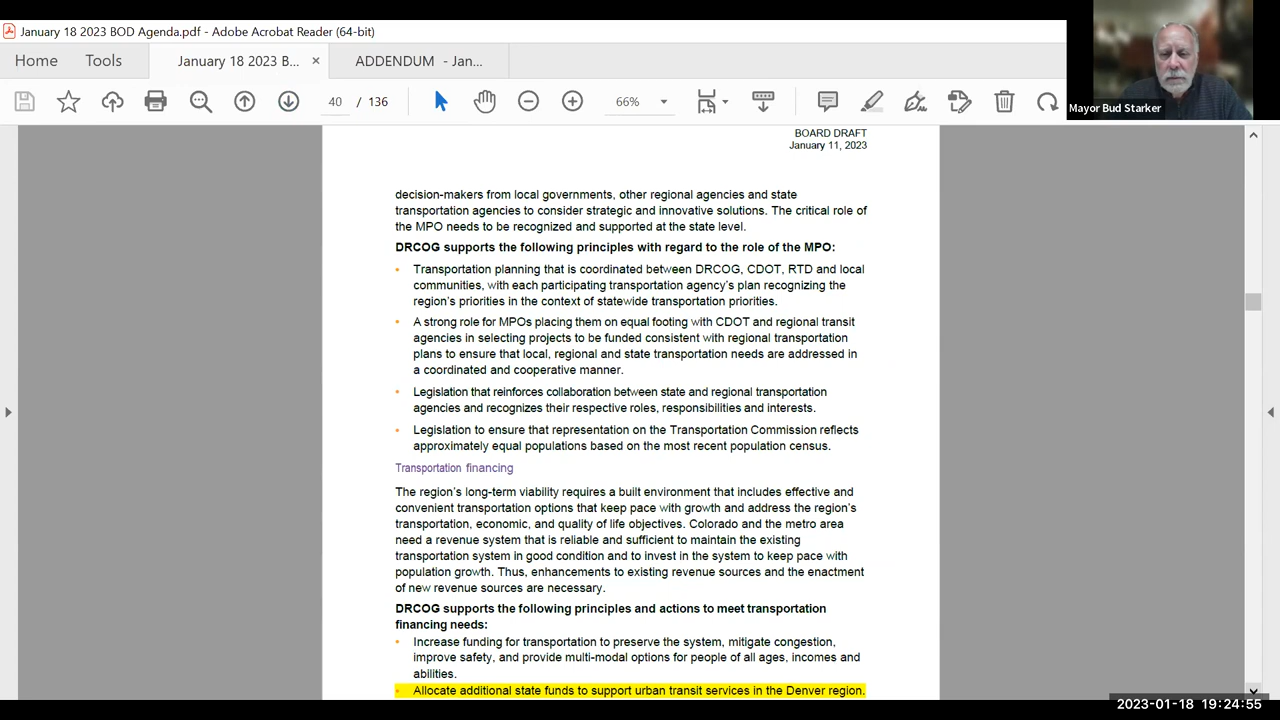 January 18 2023 BOD Agenda.pdf - Adobe Acrobat Reader (64-bit)
Home Tools January 18 2023 B... × ADDENDUM - Jan...
40 / 136 66%
Mayor Bud Starker
BOARD DRAFT
January 11, 2023
decision-makers from local governments, other regional agencies and state
transportation agencies to consider strategic and innovative solutions. The critical role of
the MPO needs to be recognized and supported at the state level.
DRCOG supports the following principles with regard to the role of the MPO:
• Transportation planning that is coordinated between DRCOG, CDOT, RTD and local
communities, with each participating transportation agency's plan recognizing the
region's priorities in the context of statewide transportation priorities.
• A strong role for MPOs placing them on equal footing with CDOT and regional transit
agencies in selecting projects to be funded consistent with regional transportation
plans to ensure that local, regional and state transportation needs are addressed in
a coordinated and cooperative manner.
• Legislation that reinforces collaboration between state and regional transportation
agencies and recognizes their respective roles, responsibilities and interests.
• Legislation to ensure that representation on the Transportation Commission reflects
approximately equal populations based on the most recent population census.
Transportation financing
The region's long-term viability requires a built environment that includes effective and
convenient transportation options that keep pace with growth and address the region's
transportation, economic, and quality of life objectives. Colorado and the metro area
need a revenue system that is reliable and sufficient to maintain the existing
transportation system in good condition and to invest in the system to keep pace with
population growth. Thus, enhancements to existing revenue sources and the enactment
of new revenue sources are necessary.
DRCOG supports the following principles and actions to meet transportation
financing needs:
• Increase funding for transportation to preserve the system, mitigate congestion,
improve safety, and provide multi-modal options for people of all ages, incomes and
abilities.
• Allocate additional state funds to support urban transit services in the Denver region.
2023-01-18 19:24:55